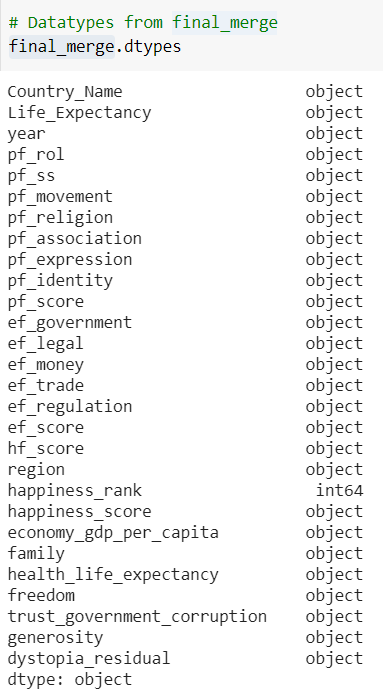 # Datatypes from final_merge
final_merge.dtypes
Country_Name object
Life_Expectancy object
year object
pf_rol object
pf_ss object
pf_movement object
pf_religion object
pf_association object
pf_expression object
pf_identity object
pf_score object
ef_government object
ef_legal object
ef_money object
ef_trade object
ef_regulation object
ef_score object
hf_score object
region object
happiness_rank int64
happiness_score object
economy_gdp_per_capita object
family object
health_life_expectancy object
freedom object
trust_government_corruption object
generosity object
dystopia_residual object
dtype: object